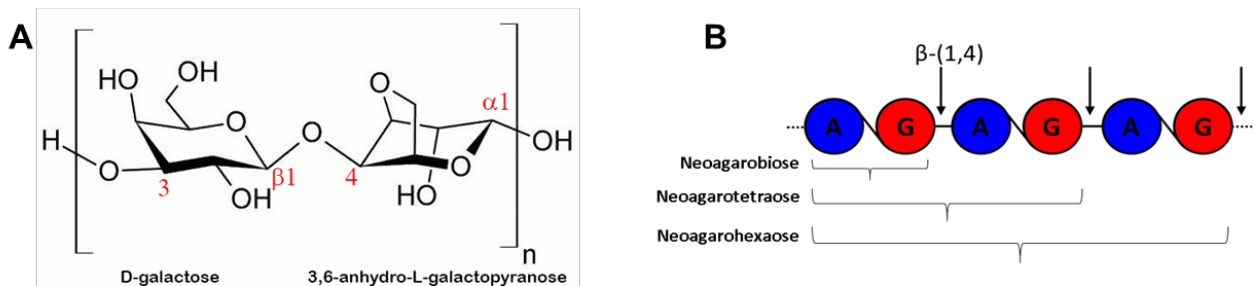 A
HO
OH
O
O
O
O
α1
H
OH
O
3
β1
OH
4
HO
O
n
D-galactose
3,6-anhydro-L-galactopyranose
B
β-(1,4)
A
G
A
G
A
G
Neoagarobiose
Neoagarotetraose
Neoagarohexaose